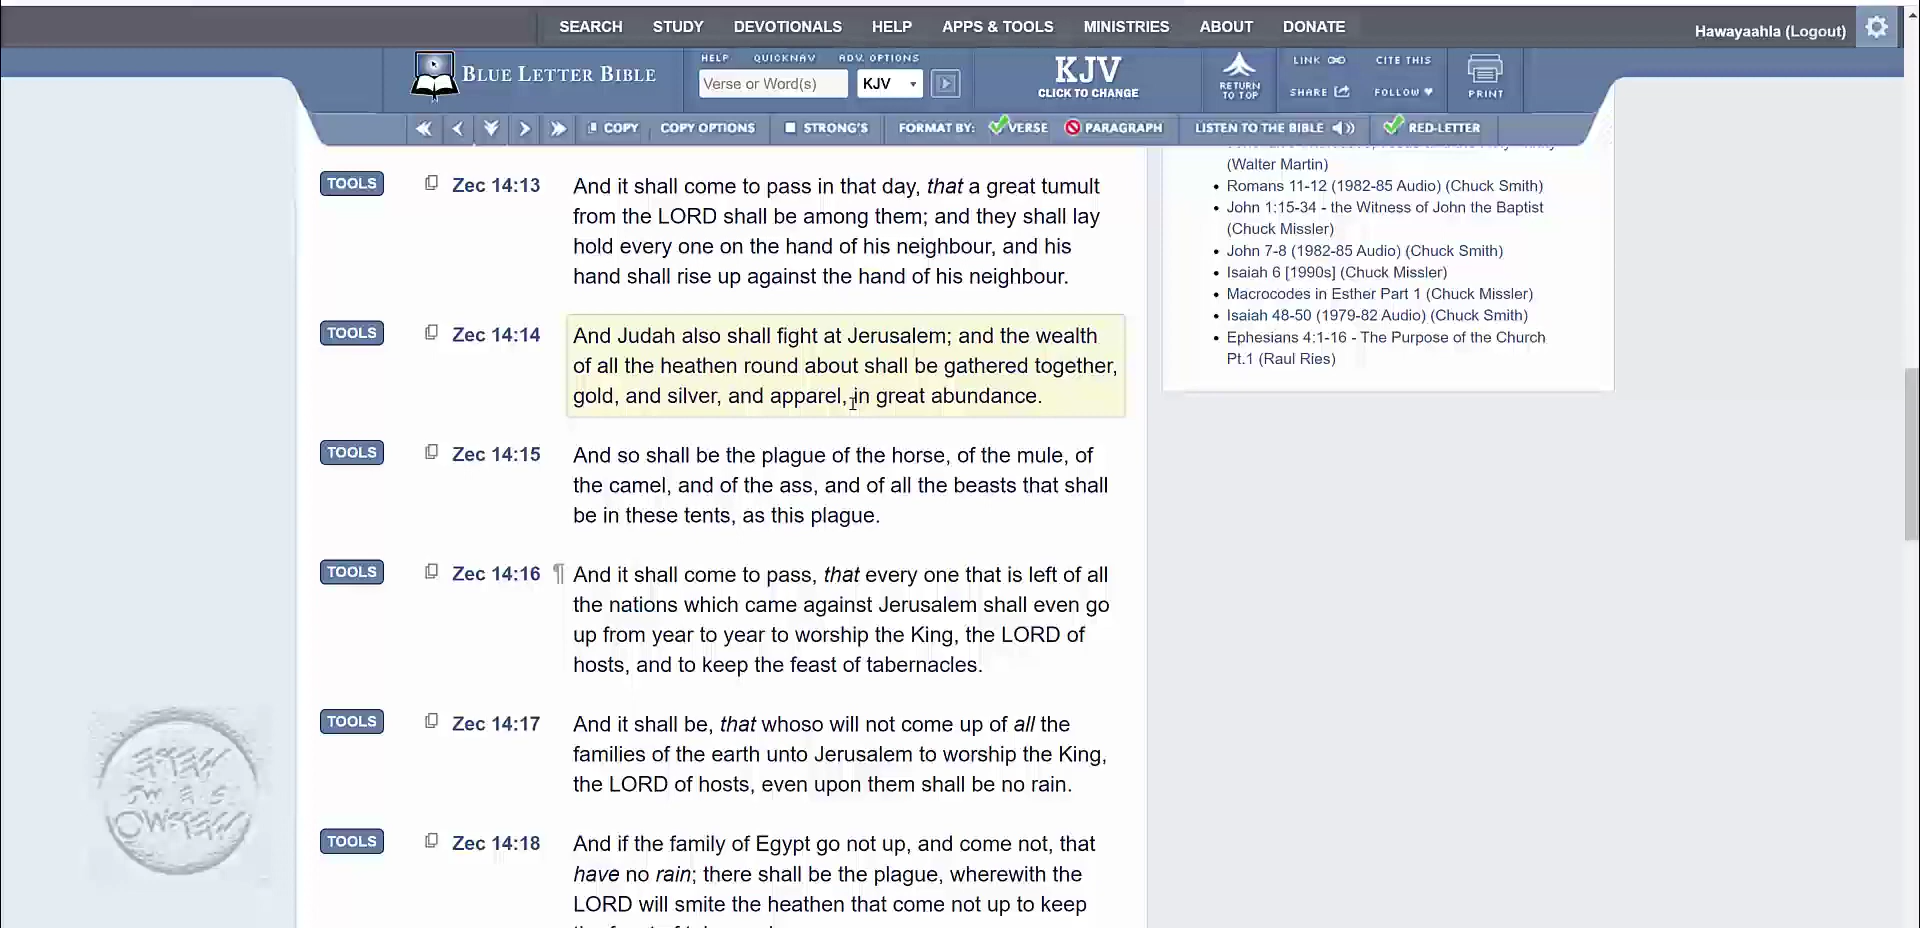 SEARCH STUDY DEVOTIONALS HELP APPS & TOOLS MINISTRIES ABOUT DONATE
Hawayaahla (Logout)
BLUE LETTER BIBLE
HELP QUICKNAV ADV. OPTIONS
Verse or Word(s) KJV
KJV
CLICK TO CHANGE
RETURN
TO TOP
LINK CITE THIS
SHARE FOLLOW
PRINT
COPY COPY OPTIONS STRONG'S FORMAT BY: VERSE PARAGRAPH LISTEN TO THE BIBLE RED-LETTER
TOOLS Zec 14:13 And it shall come to pass in that day, that a great tumult
from the LORD shall be among them; and they shall lay
hold every one on the hand of his neighbour, and his
hand shall rise up against the hand of his neighbour.
TOOLS Zec 14:14 And Judah also shall fight at Jerusalem; and the wealth
of all the heathen round about shall be gathered together,
gold, and silver, and apparel, in great abundance.
TOOLS Zec 14:15 And so shall be the plague of the horse, of the mule, of
the camel, and of the ass, and of all the beasts that shall
be in these tents, as this plague.
TOOLS Zec 14:16 ¶ And it shall come to pass, that every one that is left of all
the nations which came against Jerusalem shall even go
up from year to year to worship the King, the LORD of
hosts, and to keep the feast of tabernacles.
TOOLS Zec 14:17 And it shall be, that whoso will not come up of all the
families of the earth unto Jerusalem to worship the King,
the LORD of hosts, even upon them shall be no rain.
TOOLS Zec 14:18 And if the family of Egypt go not up, and come not, that
have no rain; there shall be the plague, wherewith the
LORD will smite the heathen that come not up to keep
(Walter Martin)
Romans 11-12 (1982-85 Audio) (Chuck Smith)
John 1:15-34 - the Witness of John the Baptist
(Chuck Missler)
John 7-8 (1982-85 Audio) (Chuck Smith)
Isaiah 6 [1990s] (Chuck Missler)
Macrocodes in Esther Part 1 (Chuck Missler)
Isaiah 48-50 (1979-82 Audio) (Chuck Smith)
Ephesians 4:1-16 - The Purpose of the Church
Pt.1 (Raul Ries)